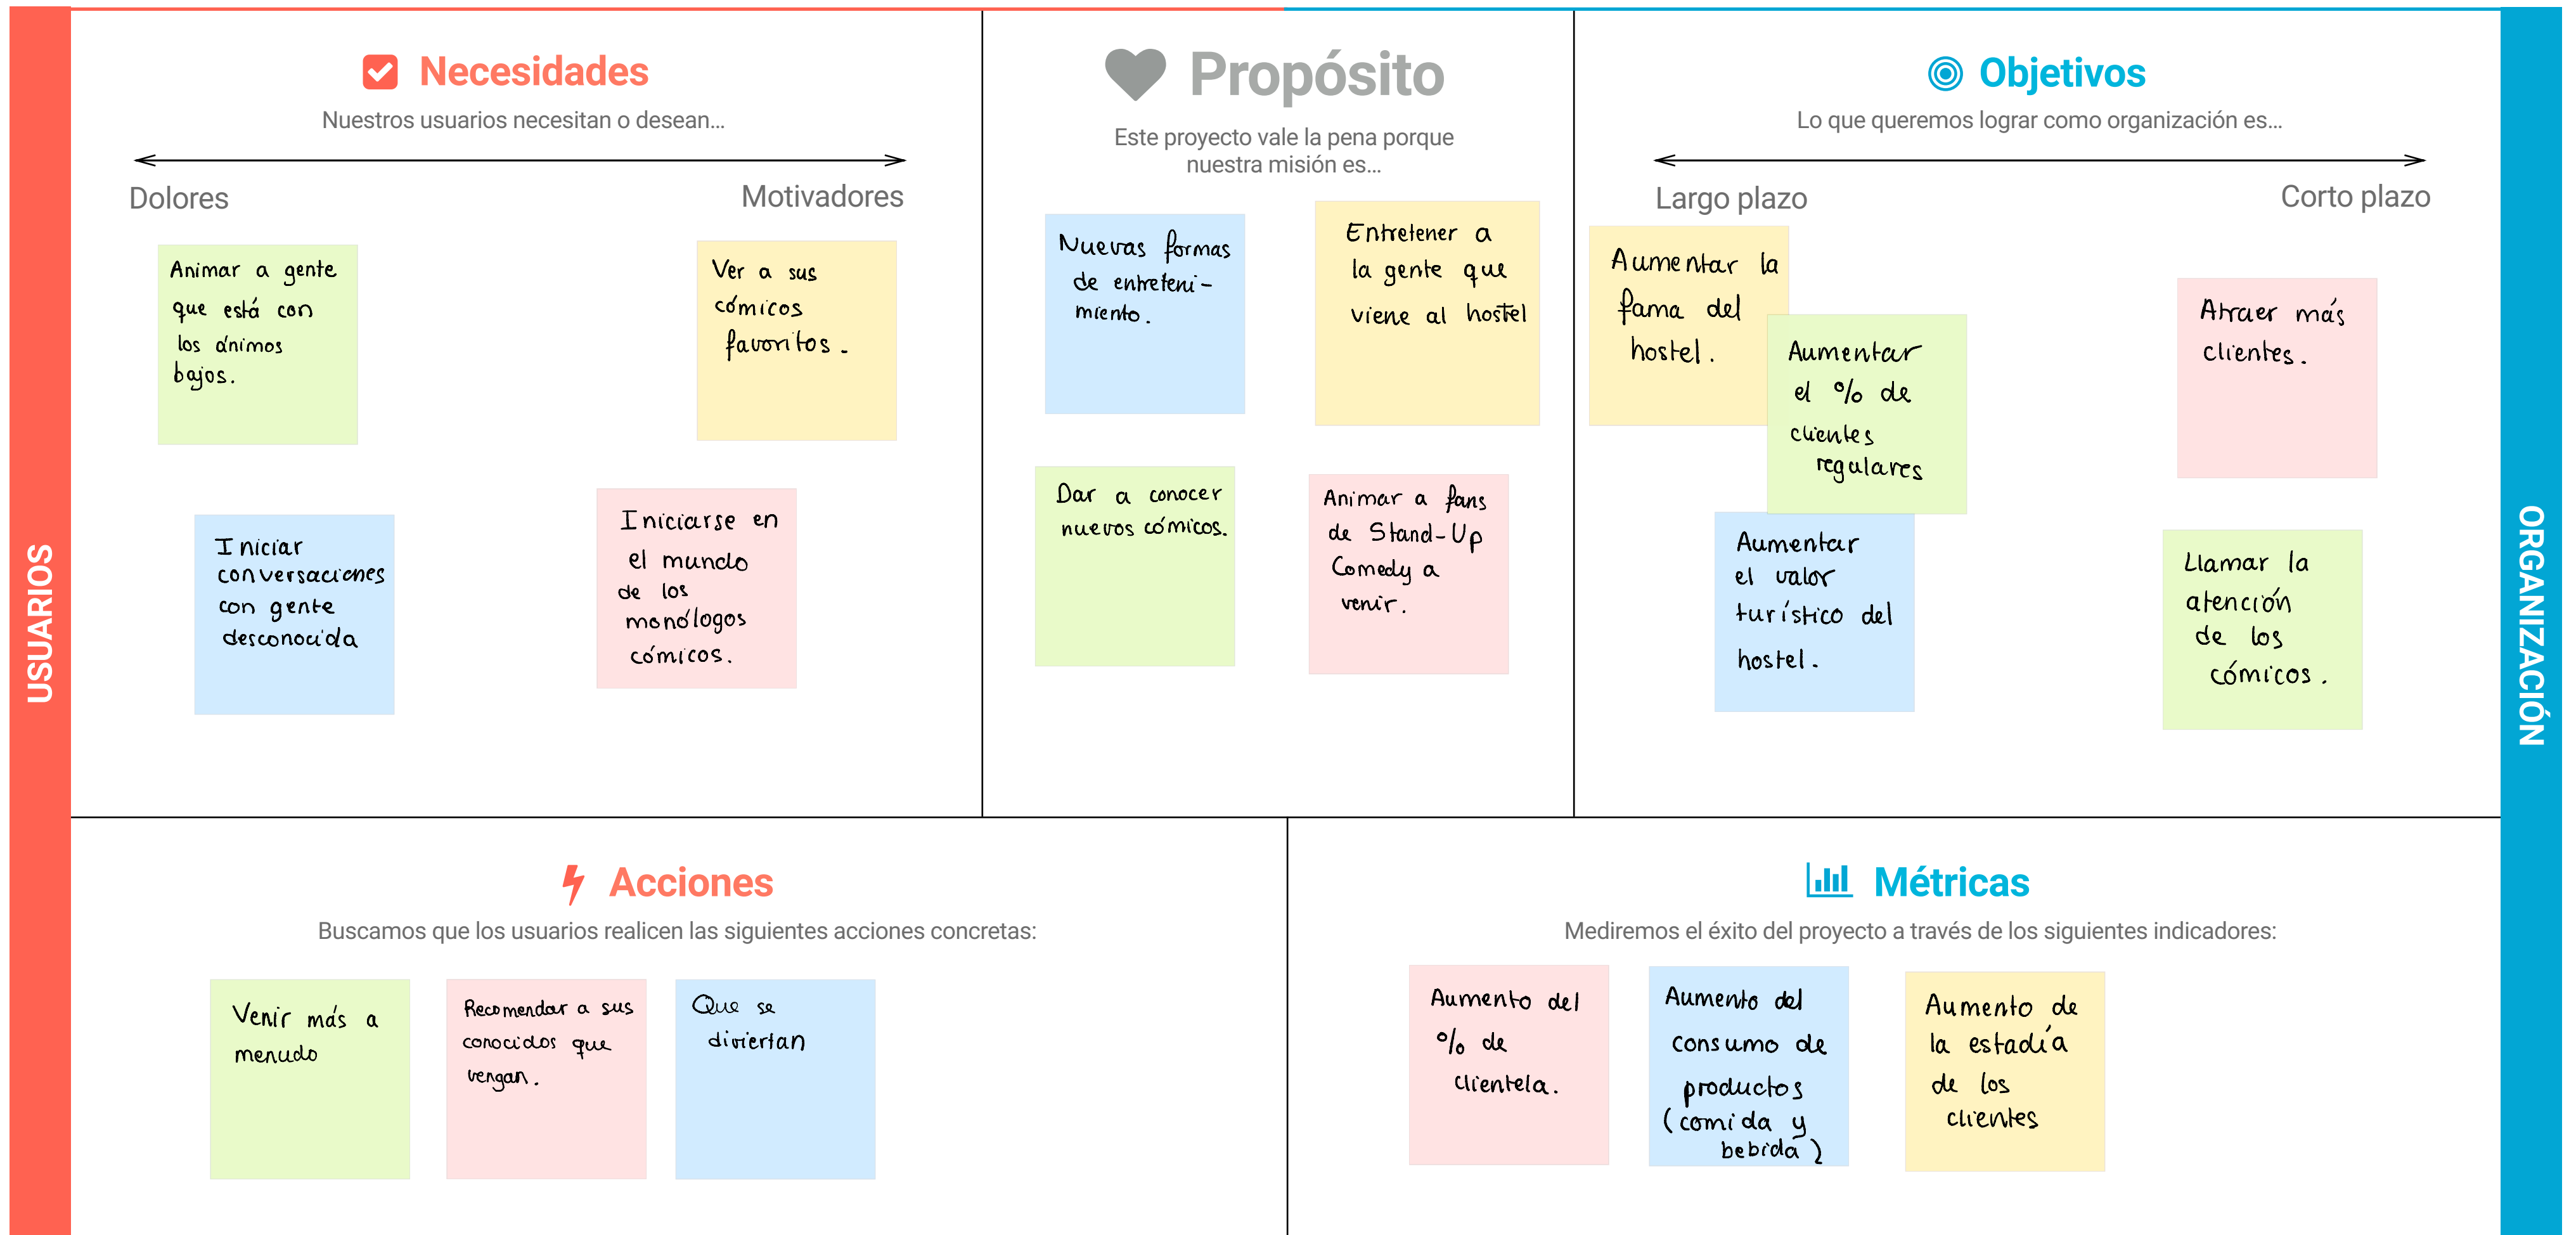 USUARIOS
Necesidades
Nuestros usuarios necesitan o desean...
Dolores
Motivadores
Animar a gente
que está con
los ánimos
bajos.
Ver a sus
cómicos
favoritos.
Iniciar
conversaciones
con gente
desconocida
Iniciarse en
el mundo
de los
monólogos
cómicos.
Propósito
Este proyecto vale la pena porque
nuestra misión es...
Nuevas formas
de entreteni-
miento.
Entretener a
la gente que
viene al hostel
Dar a conocer
nuevos cómicos.
Animar a fans
de Stand-Up
Comedy a
venir.
Objetivos
Lo que queremos lograr como organización es...
Largo plazo
Corto plazo
Aumentar la
fama del
hostel.
Aumentar
el % de
clientes
regulares
Aumentar
el valor
turístico del
hostel.
Atraer más
clientes.
Llamar la
atención
de los
cómicos.
ORGANIZACIÓN
Acciones
Buscamos que los usuarios realicen las siguientes acciones concretas:
Venir más a
menudo
Recomendar a sus
conocidos que
vengan.
Que se
diviertan
Métricas
Mediremos el éxito del proyecto a través de los siguientes indicadores:
Aumento del
% de
clientela.
Aumento del
consumo de
productos
(comida y
bebida)
Aumento de
la estadía
de los
clientes